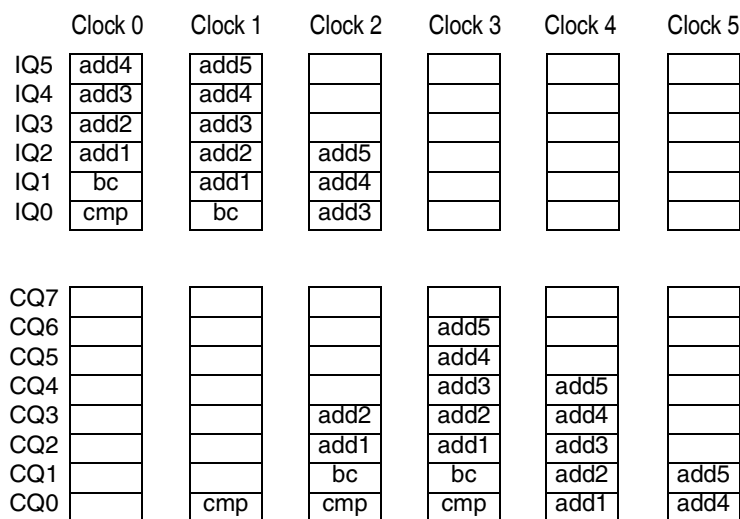 Clock 0 Clock 1 Clock 2 Clock 3 Clock 4 Clock 5
IQ5 add4 add5
IQ4 add3 add4
IQ3 add2 add3
IQ2 add1 add2 add5
IQ1 bc add1 add4
IQ0 cmp bc add3
CQ7
CQ6 add5
CQ5 add4
CQ4 add3 add5
CQ3 add2 add2 add4
CQ2 add1 add1 add3
CQ1 bc bc add2 add5
CQ0 cmp cmp cmp add1 add4